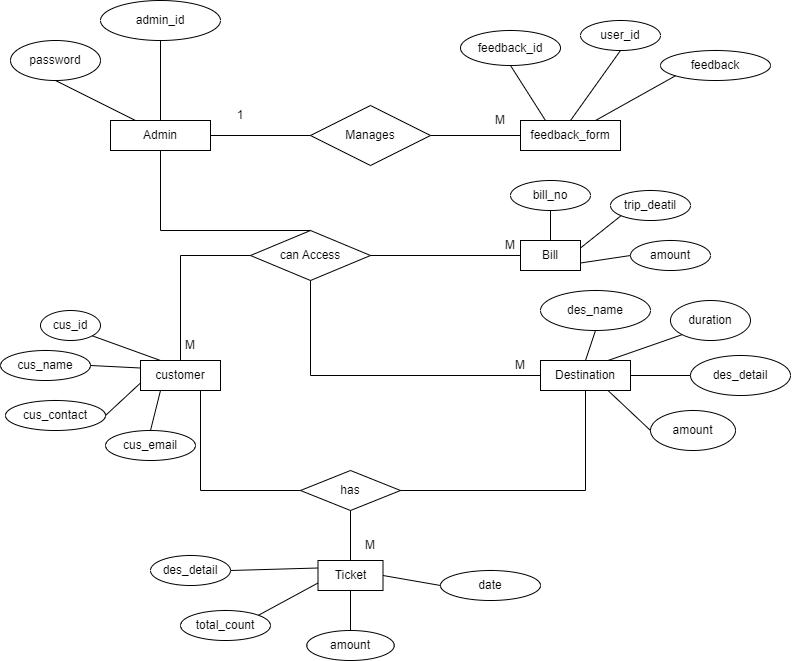 admin_id
password
feedback_id
user_id
feedback
Admin
1
Manages
M
feedback_form
bill_no
trip_deatil
can Access
M
Bill
amount
des_name
duration
cus_id
M
cus_name
customer
M
Destination
des_detail
cus_contact
cus_email
amount
has
M
des_detail
Ticket
date
total_count
amount